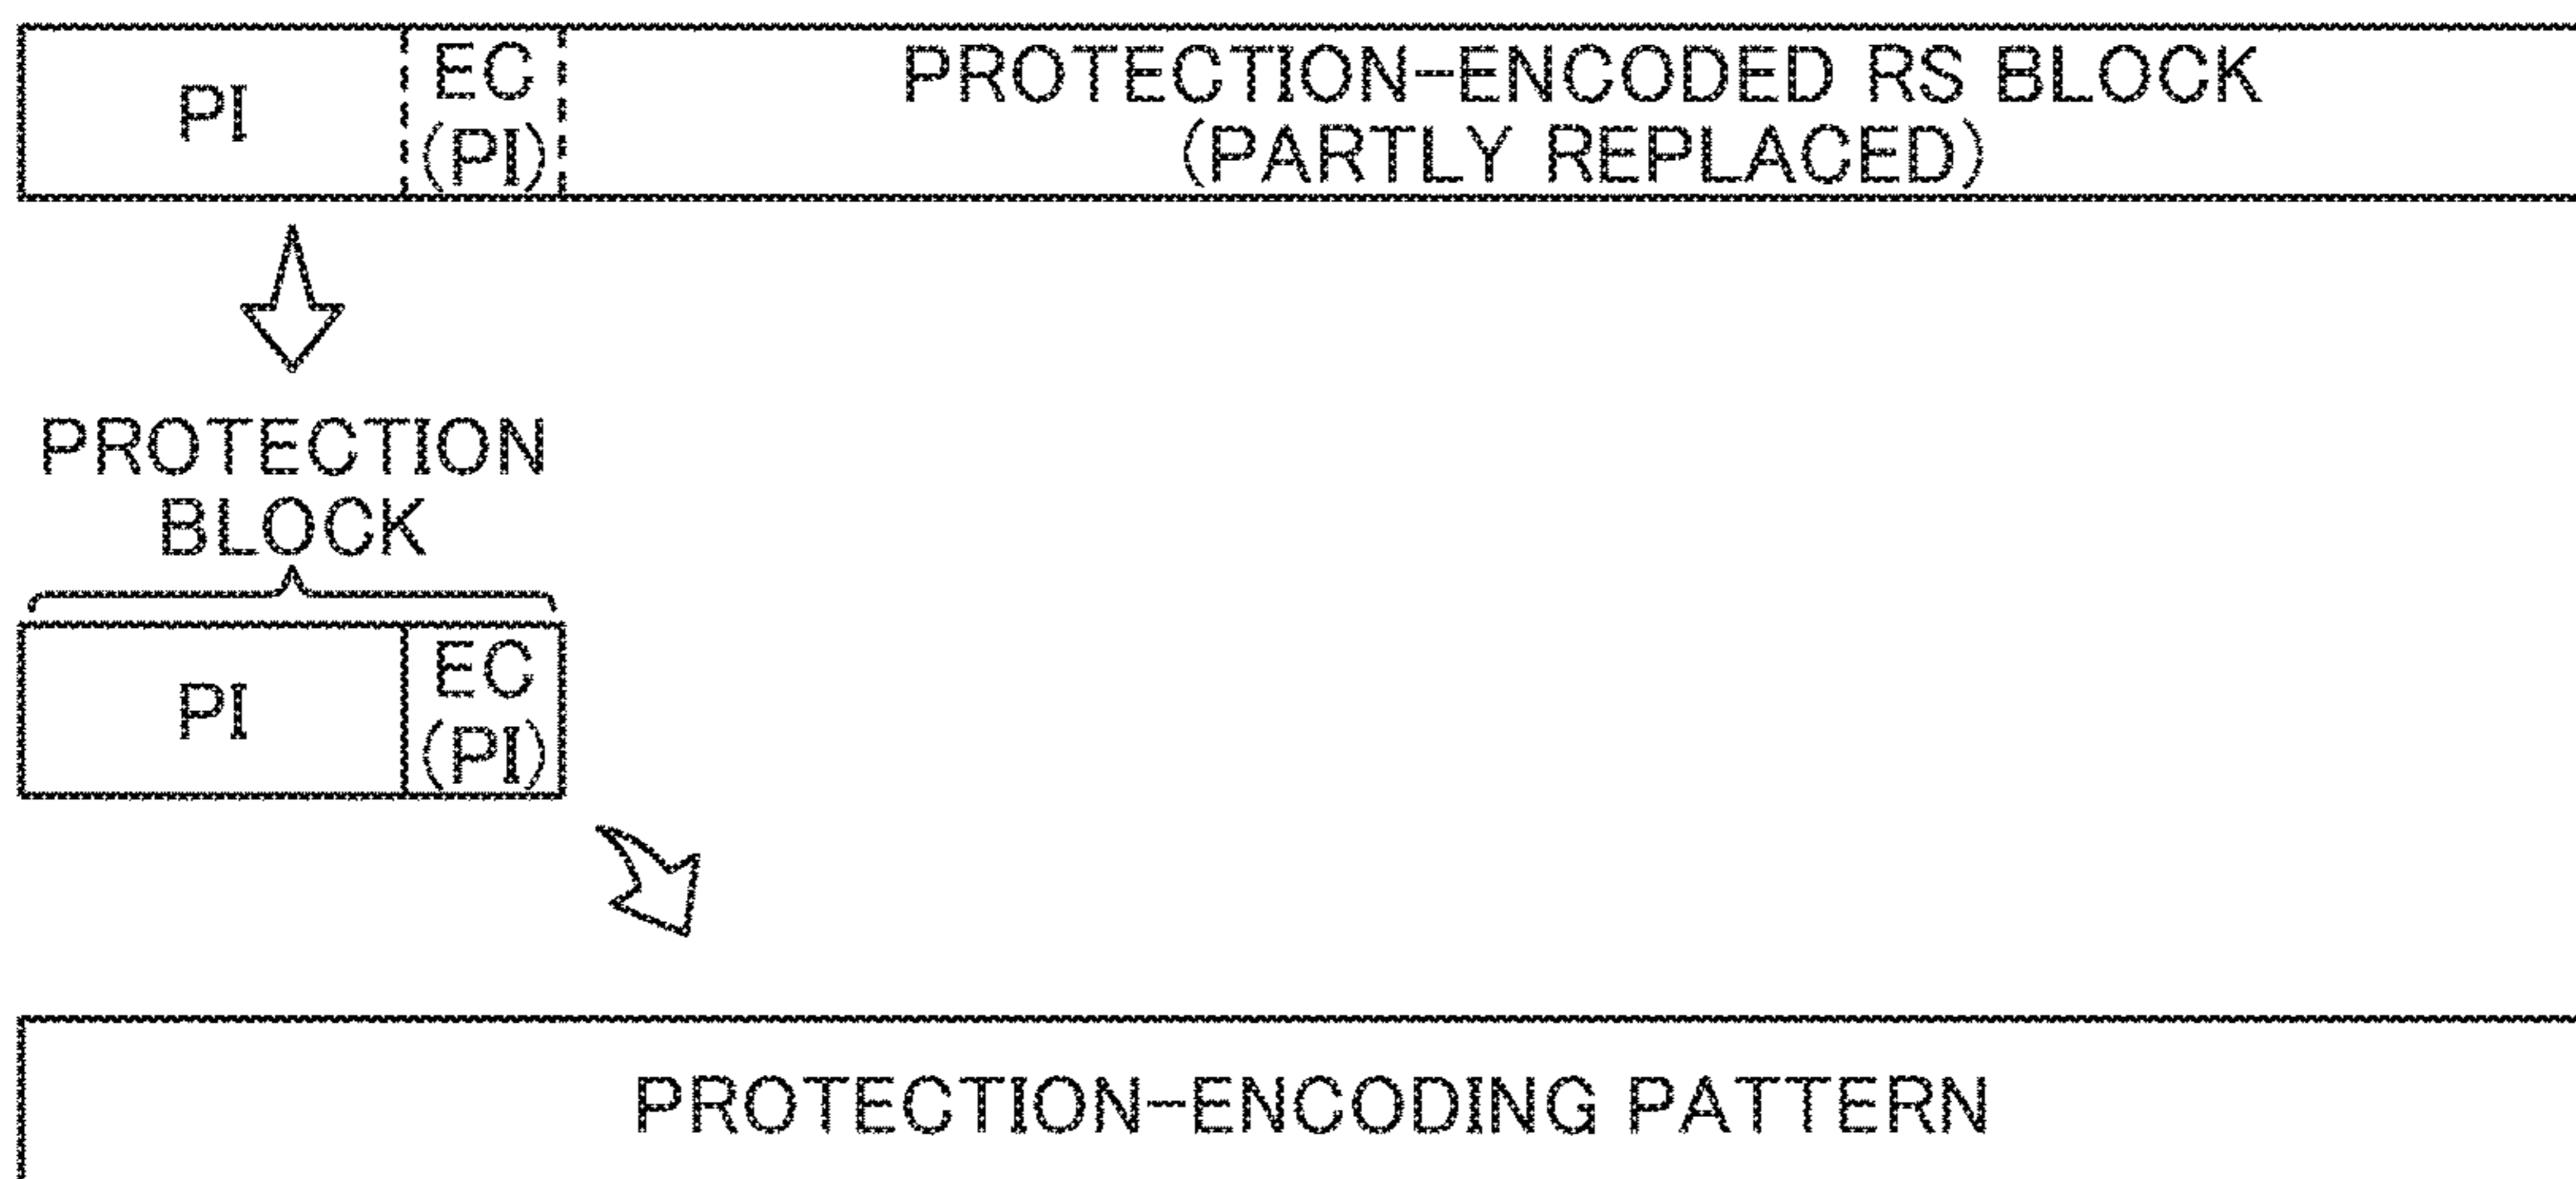 PI
EC
(PI)
PROTECTION-ENCODED RS BLOCK
(PARTLY REPLACED)
PROTECTION
BLOCK
PI
EC
(PI)
PROTECTION-ENCODING PATTERN